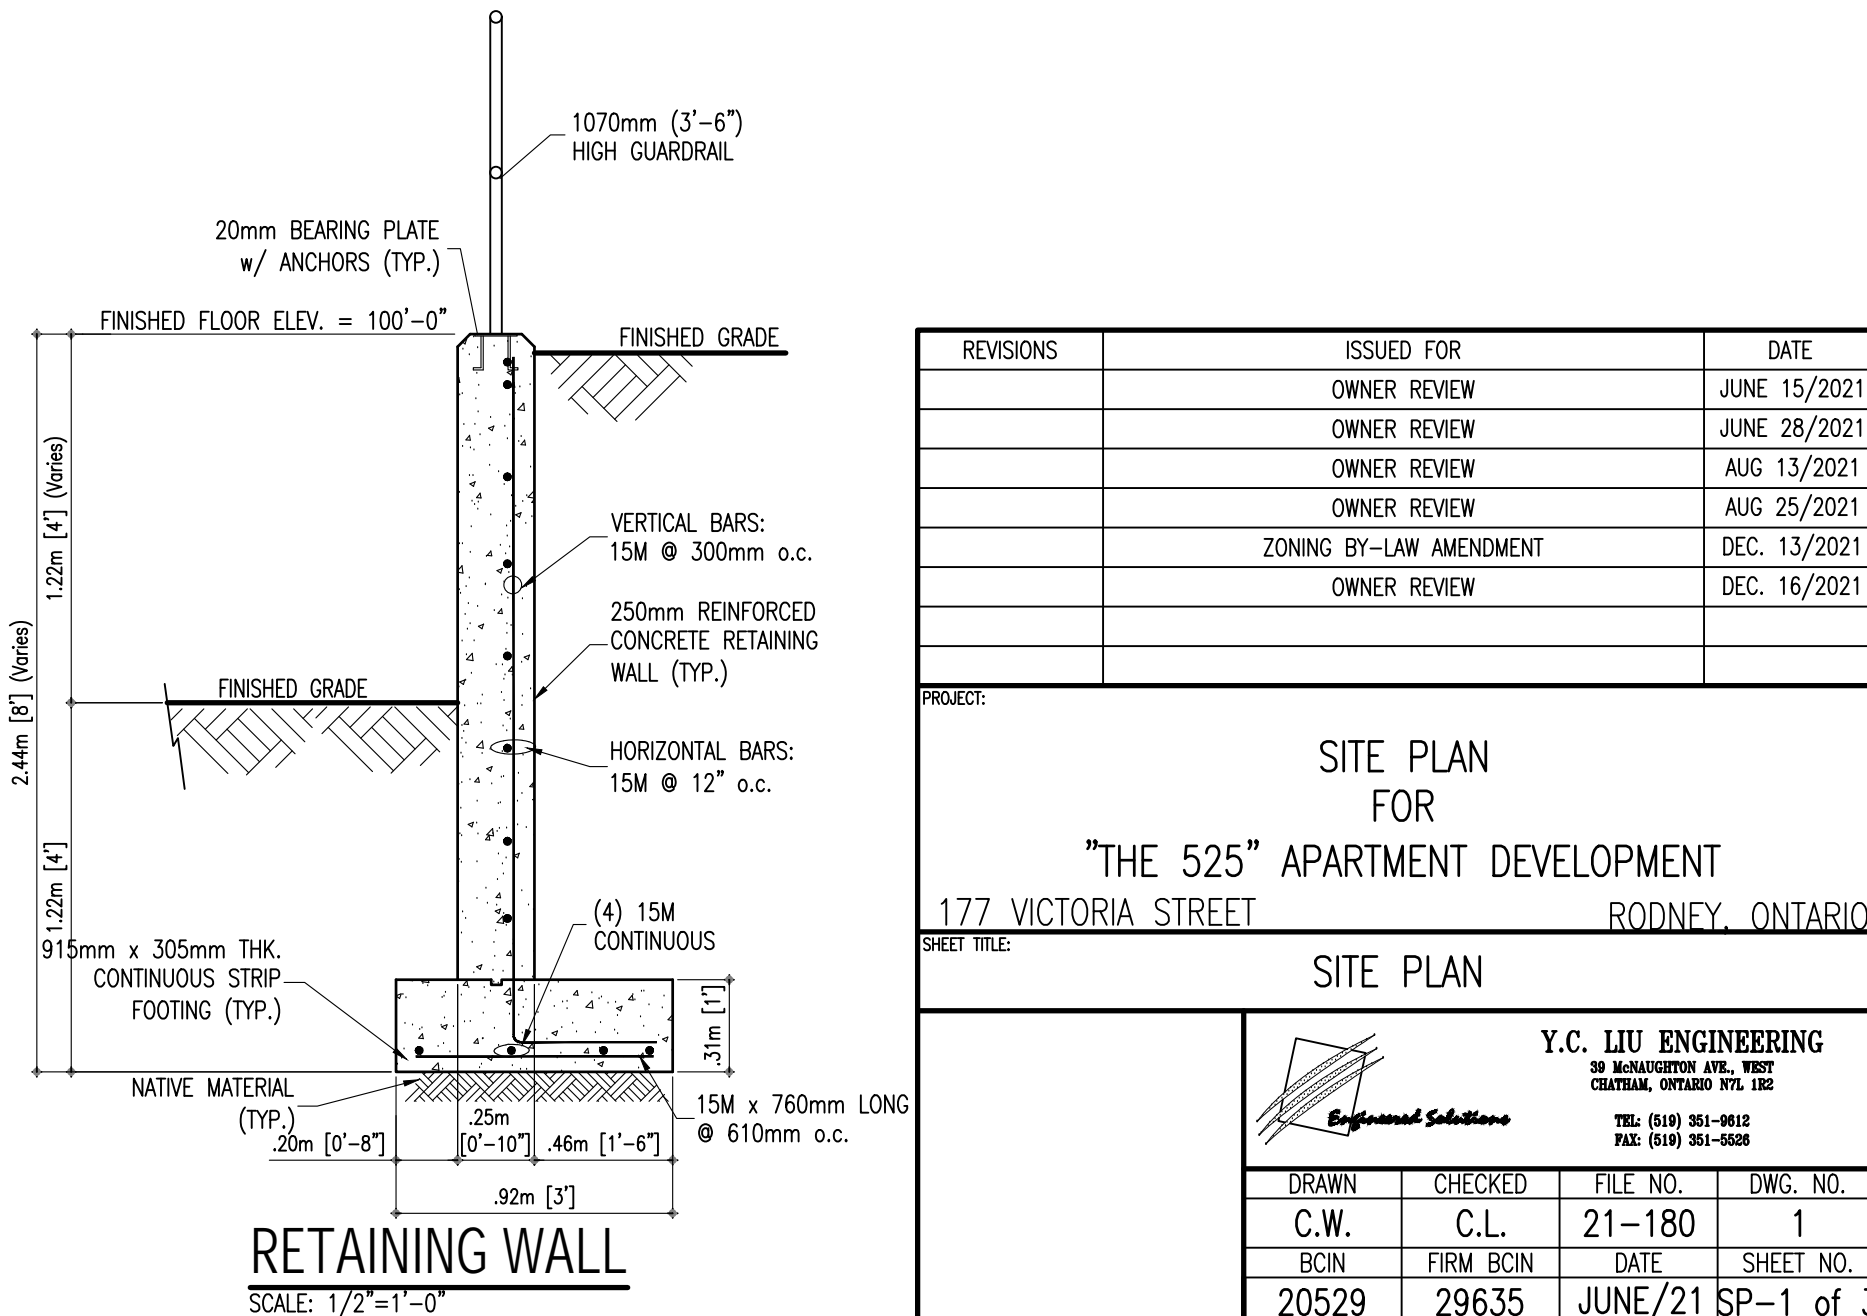 1070mm (3'-6")
HIGH GUARDRAIL
20mm BEARING PLATE
w/ ANCHORS (TYP.)
FINISHED FLOOR ELEV. = 100'-0"
FINISHED GRADE
1.22m [4'] (Varies)
2.44m [8"] (Varies)
1.22m [4']
VERTICAL BARS:
15M @ 300mm o.c.
250mm REINFORCED
CONCRETE RETAINING
WALL (TYP.)
FINISHED GRADE
HORIZONTAL BARS:
15M @ 12" o.c.
(4) 15M
CONTINUOUS
915mm x 305mm THK.
CONTINUOUS STRIP
FOOTING (TYP.)
.31m [1']
NATIVE MATERIAL
(TYP.)
15M x 760mm LONG
@ 610mm o.c.
.20m [0'-8"]
.25m
[0'-10"]
.46m [1'-6"]
.92m [3']
RETAINING WALL
SCALE: 1/2"=1'-0"
REVISIONS ISSUED FOR DATE
OWNER REVIEW JUNE 15/2021
OWNER REVIEW JUNE 28/2021
OWNER REVIEW AUG 13/2021
OWNER REVIEW AUG 25/2021
ZONING BY-LAW AMENDMENT DEC. 13/2021
OWNER REVIEW DEC. 16/2021
PROJECT:
SITE PLAN
FOR
"THE 525" APARTMENT DEVELOPMENT
177 VICTORIA STREET RODNEY, ONTARIO
SHEET TITLE:
SITE PLAN
Engineered Solutions
Y.C. LIU ENGINEERING
39 McNAUGHTON AVE., WEST
CHATHAM, ONTARIO N7L 1R2
TEL: (519) 351-9612
FAX: (519) 351-5526
DRAWN CHECKED FILE NO. DWG. NO.
C.W. C.L. 21-180 1
BCIN FIRM BCIN DATE SHEET NO.
20529 29635 JUNE/21 SP-1 of